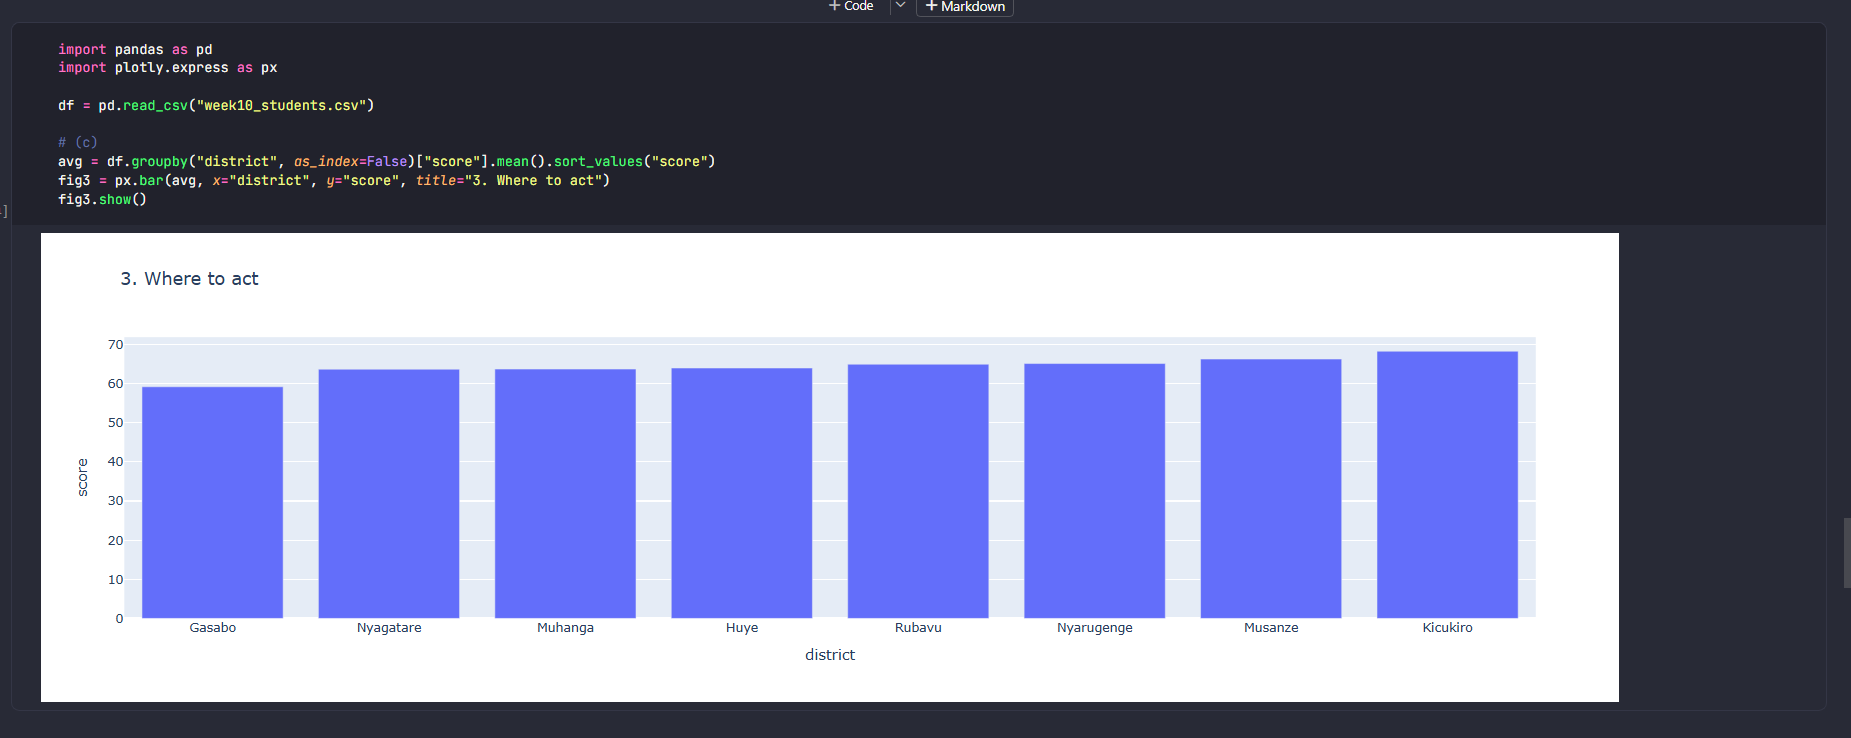 + Code + Markdown
import pandas as pd
import plotly.express as px
df = pd.read_csv("week10_students.csv")
# (c)
avg = df.groupby("district", as_index=False)["score"].mean().sort_values("score")
fig3 = px.bar(avg, x="district", y="score", title="3. Where to act")
fig3.show()
]
3. Where to act
70
60
50
40
30
20
10
0
score
Gasabo Nyagatare Muhanga Huye Rubavu Nyarugenge Musanze Kicukiro
district